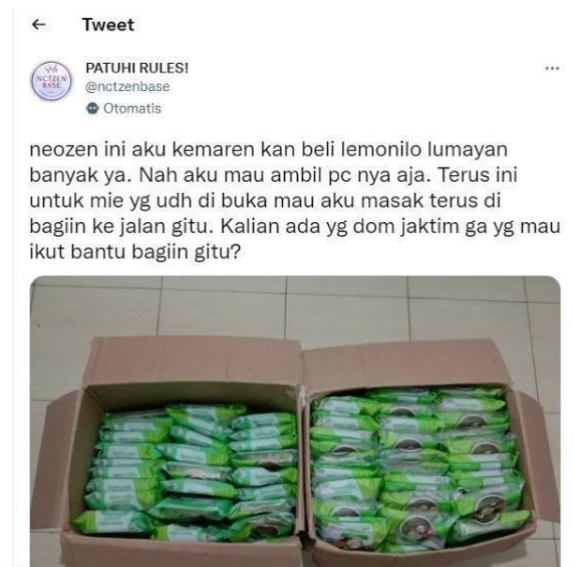 Tweet
NCTZEN
BASE
PATUHI RULES!
@nctzenbase
Otomatis
neozen ini aku kemaren kan beli lemonilo lumayan
banyak ya. Nah aku mau ambil pc nya aja. Terus ini
untuk mie yg udh di buka mau aku masak terus di
bagiin ke jalan gitu. Kalian ada yg dom jaktim ga yg mau
ikut bantu bagiin gitu?